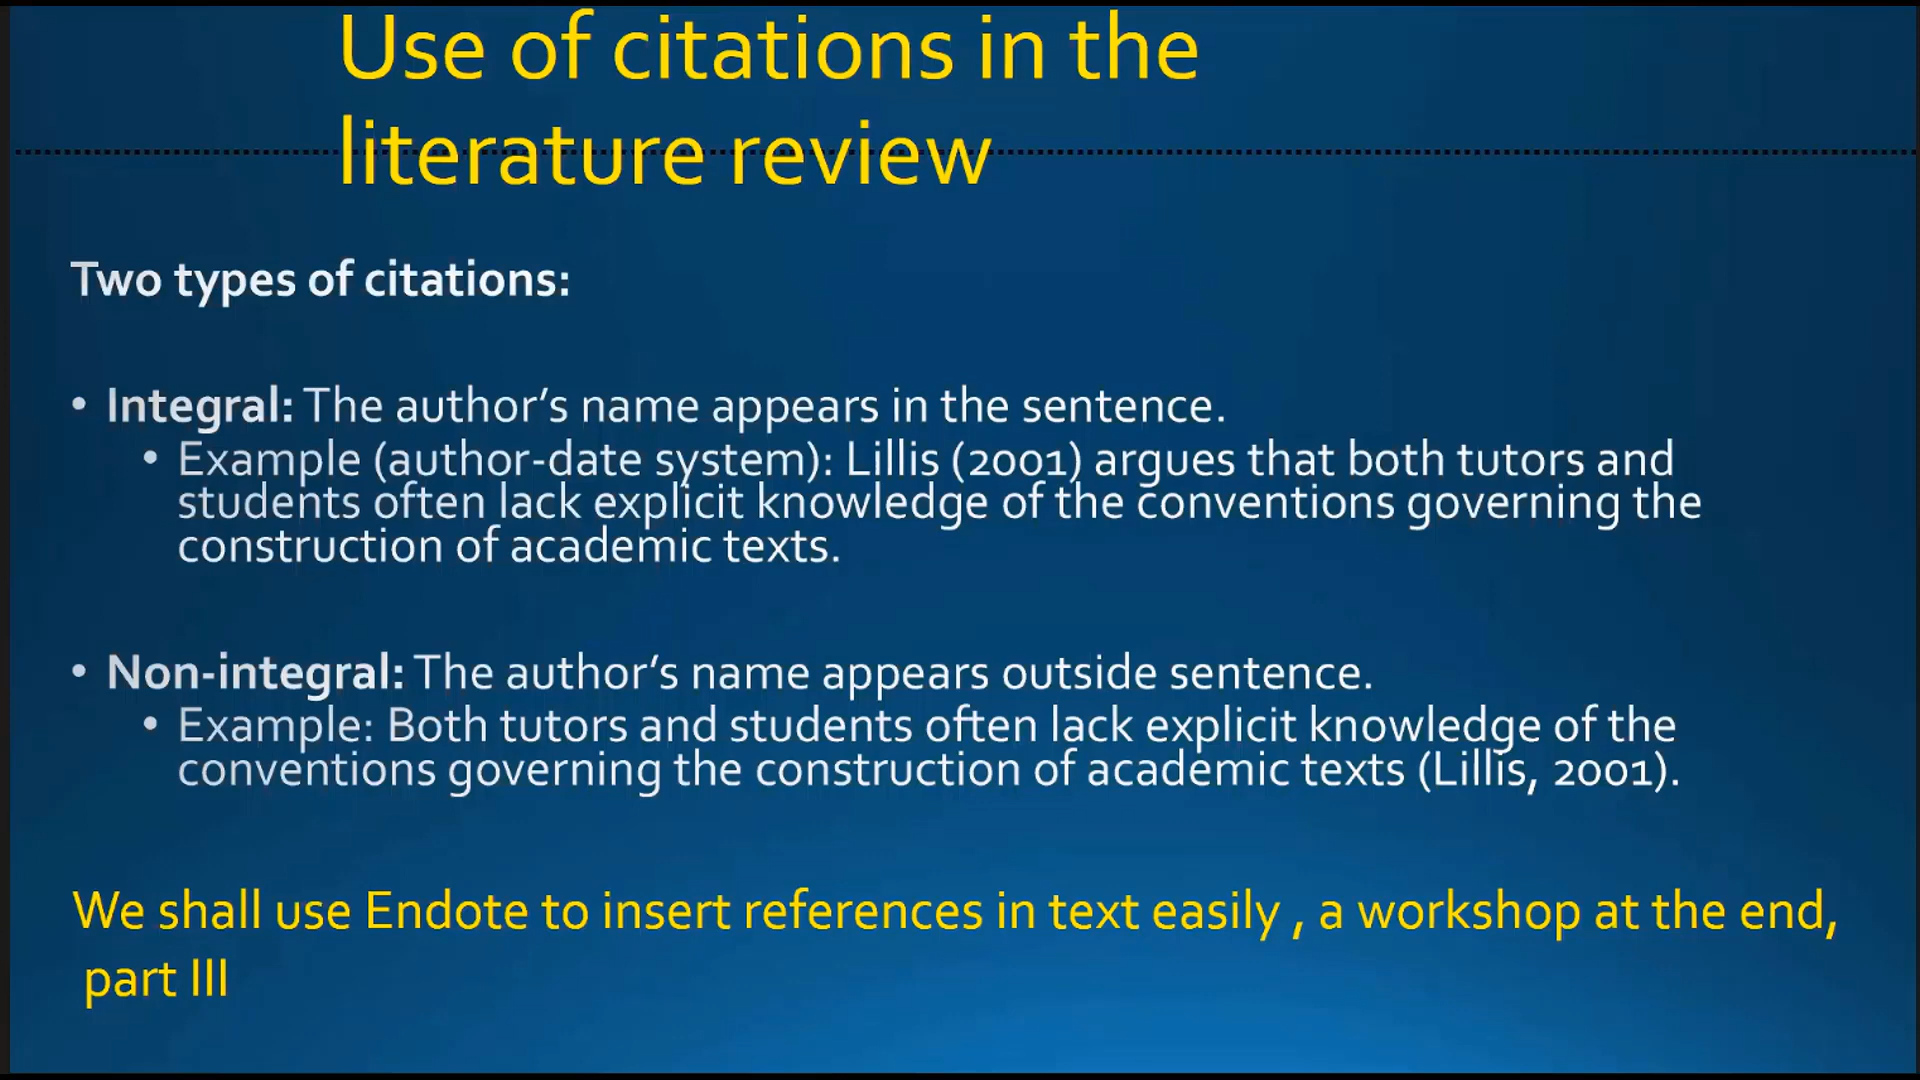 Use of citations in the
literature review
Two types of citations:
• Integral: The author’s name appears in the sentence.
• Example (author-date system): Lillis (2001) argues that both tutors and
students often lack explicit knowledge of the conventions governing the
construction of academic texts.
• Non-integral: The author’s name appears outside sentence.
• Example: Both tutors and students often lack explicit knowledge of the
conventions governing the construction of academic texts (Lillis, 2001).
We shall use Endote to insert references in text easily , a workshop at the end,
part III